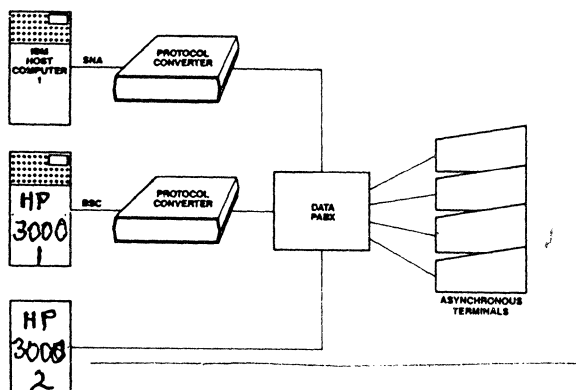 IBM
HOST
COMPUTER
1
SNA
PROTOCOL
CONVERTER
HP
3000
1
BSC
PROTOCOL
CONVERTER
DATA
PABX
ASYNCHRONOUS
TERMINALS
HP
3000
2